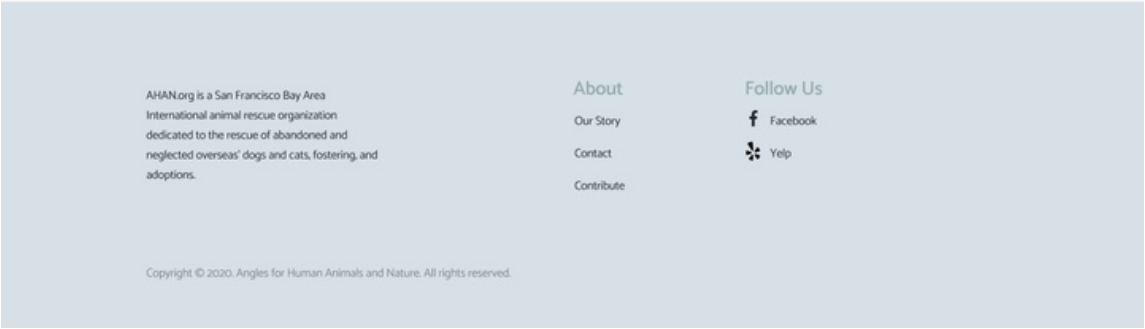 AHAN.org is a San Francisco Bay Area
International animal rescue organization
dedicated to the rescue of abandoned and
neglected overseas' dogs and cats, fostering, and
adoptions.
About
Our Story
Contact
Contribute
Follow Us
Facebook
Yelp
Copyright © 2020. Angles for Human Animals and Nature. All rights reserved.